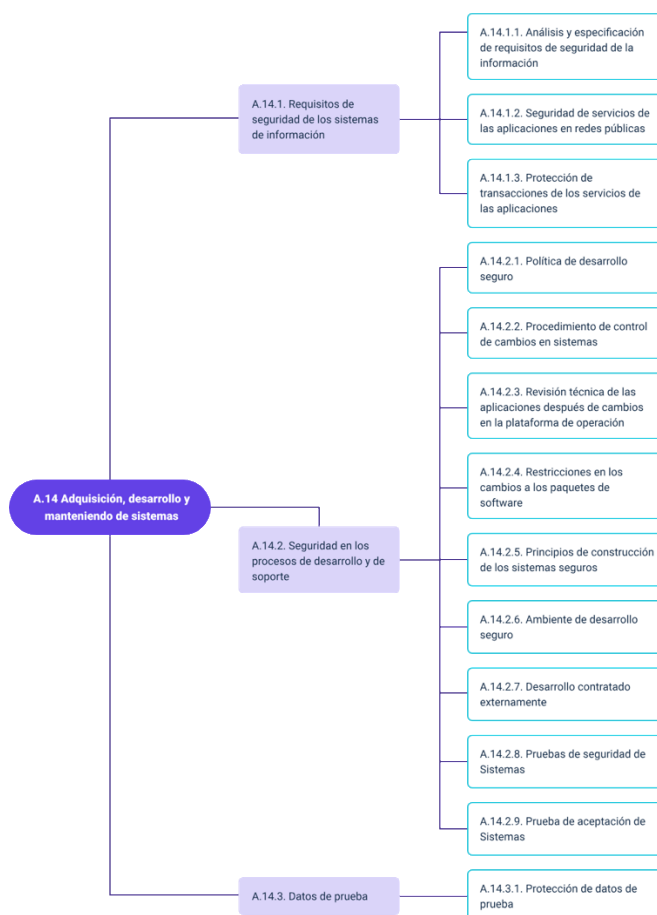 A.14 Adquisición, desarrollo y
manteniendo de sistemas
A.14.1. Requisitos de
seguridad de los sistemas
de información
A.14.1.1. Análisis y especificación
de requisitos de seguridad de la
información
A.14.1.2. Seguridad de servicios de
las aplicaciones en redes públicas
A.14.1.3. Protección de
transacciones de los servicios de
las aplicaciones
A.14.2. Seguridad en los
procesos de desarrollo y de
soporte
A.14.2.1. Política de desarrollo
seguro
A.14.2.2. Procedimiento de control
de cambios en sistemas
A.14.2.3. Revisión técnica de las
aplicaciones después de cambios
en la plataforma de operación
A.14.2.4. Restricciones en los
cambios a los paquetes de
software
A.14.2.5. Principios de construcción
de los sistemas seguros
A.14.2.6. Ambiente de desarrollo
seguro
A.14.2.7. Desarrollo contratado
externamente
A.14.2.8. Pruebas de seguridad de
Sistemas
A.14.2.9. Prueba de aceptación de
Sistemas
A.14.3. Datos de prueba
A.14.3.1. Protección de datos de
prueba